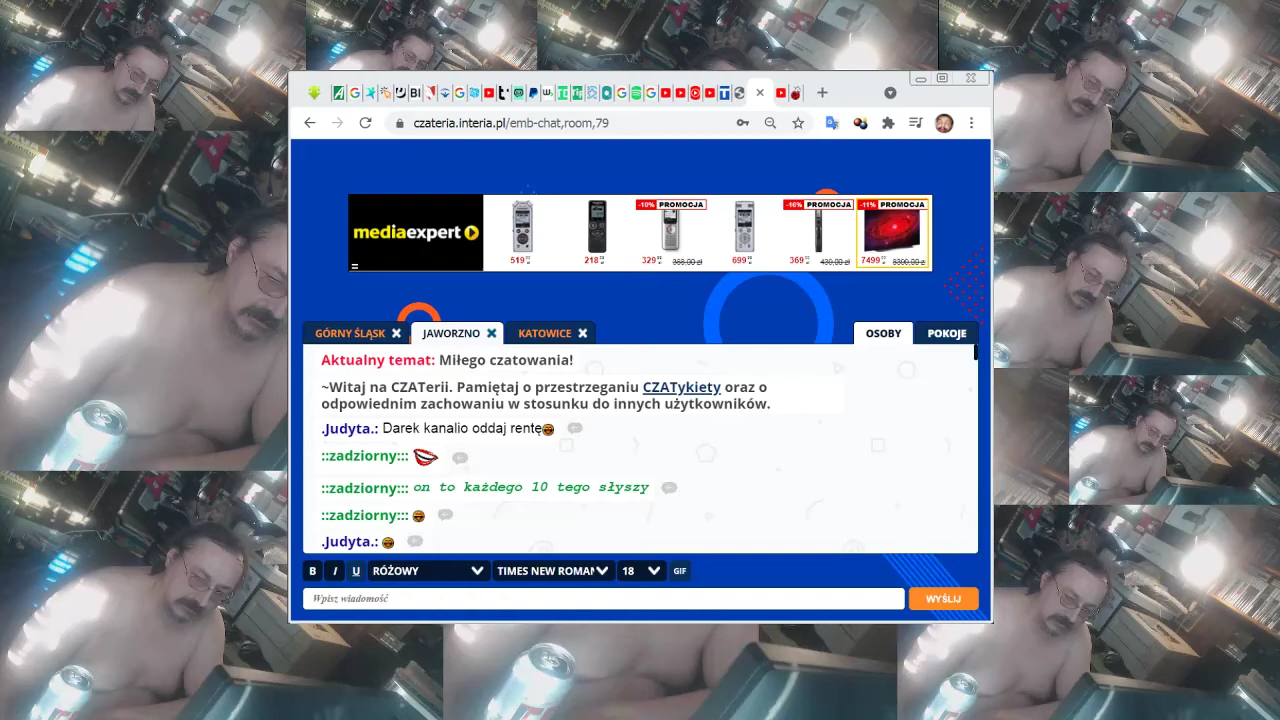 czateria.interia.pl/emb-chat,room,79
mediaexpert
-10% PROMOCJA
-16% PROMOCJA
-11% PROMOCJA
519
218
329
699
369
7499
GÓRNY ŚLĄSK
JAWORZNO
KATOWICE
OSOBY
POKOJE
Aktualny temat: Miłego czatowania!
~Witaj na CZATerii. Pamiętaj o przestrzeganiu CZATykiety oraz o
odpowiednim zachowaniu w stosunku do innych użytkowników.
.Judyta.: Darek kanalio oddaj rentę
::zadziorny:::
::zadziorny::: on to każdego 10 tego słyszy
::zadziorny:::
.Judyta.:
B I U RÓŻOWY TIMES NEW ROMAN 18 GIF
Wpisz wiadomość
WYŚLIJ